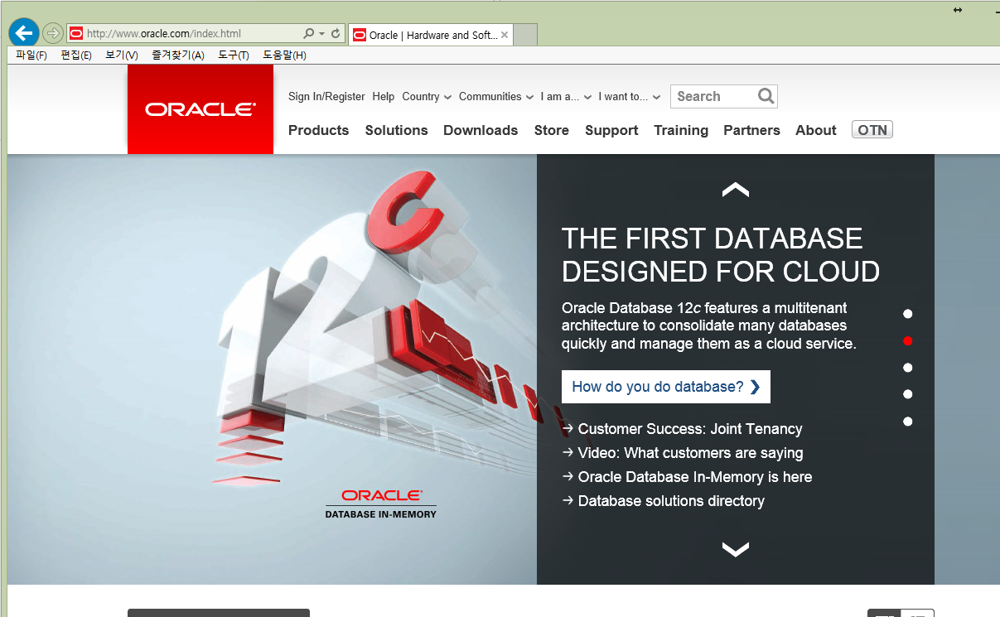 http://www.oracle.com/index.html
Oracle | Hardware and Soft...
파일(F) 편집(E) 보기(V) 즐겨찾기(A) 도구(T) 도움말(H)
ORACLE
Sign In/Register Help Country Communities I am a... I want to... Search
Products Solutions Downloads Store Support Training Partners About OTN
12c
THE FIRST DATABASE
DESIGNED FOR CLOUD
Oracle Database 12c features a multitenant
architecture to consolidate many databases
quickly and manage them as a cloud service.
How do you do database?
Customer Success: Joint Tenancy
Video: What customers are saying
Oracle Database In-Memory is here
Database solutions directory
ORACLE
DATABASE IN-MEMORY